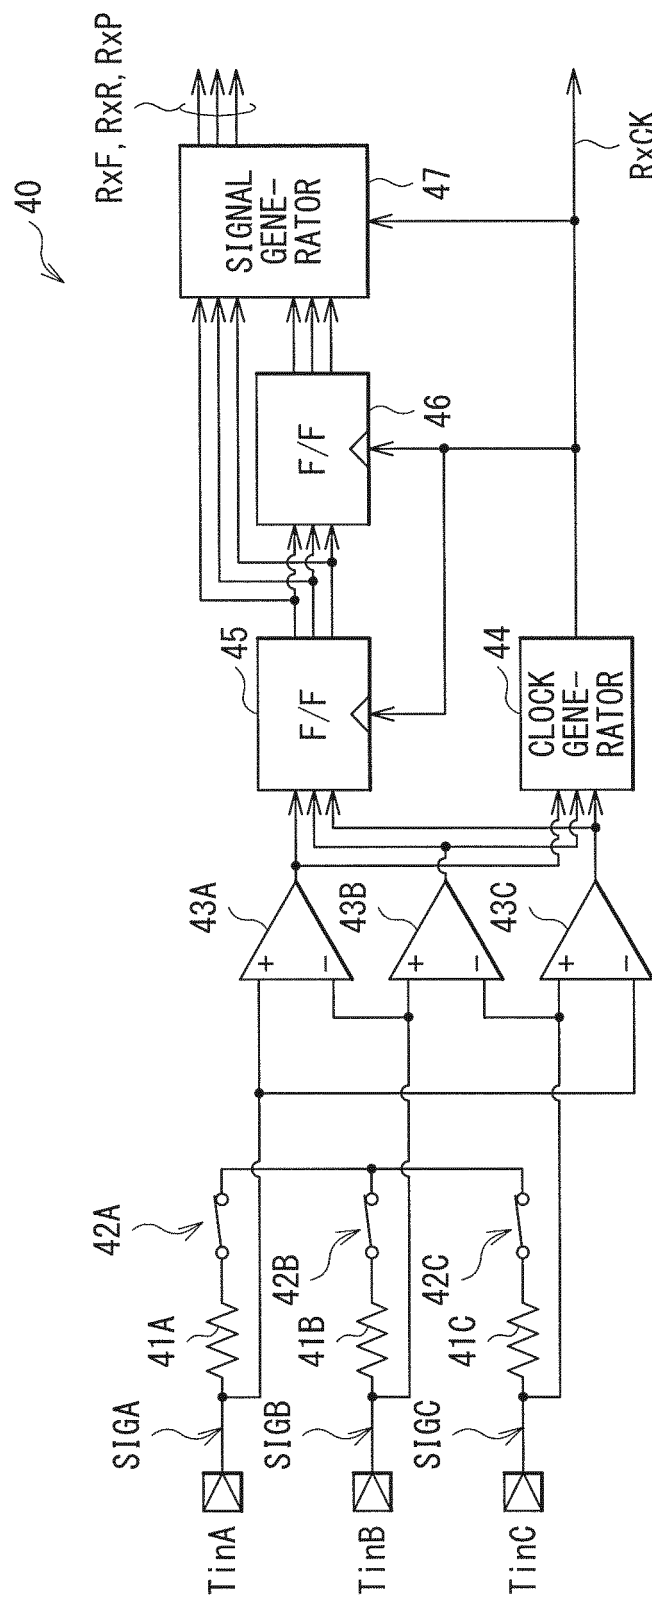 40
TinA
SIGA
41A
42A
TinB
SIGB
41B
42B
TinC
SIGC
41C
42C
43A
+
−
43B
+
−
43C
+
−
45
F/F
44
CLOCK
GENE-
RATOR
46
F/F
47
SIGNAL
GENE-
RATOR
RxF, RxR, RxP
RxCK